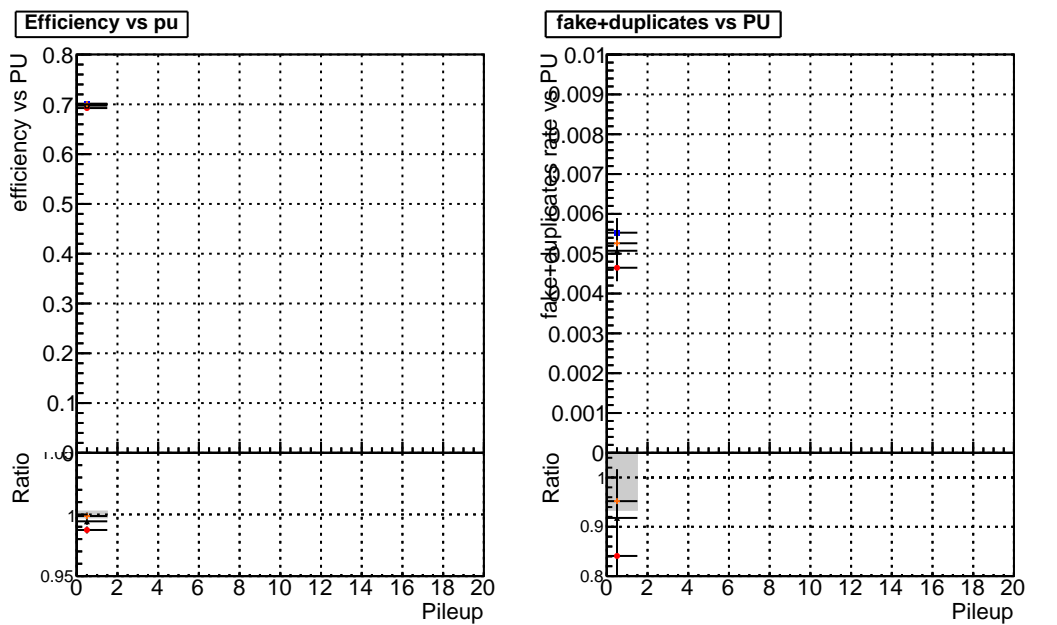 Efficiency vs pu
efficiency vs PU
0.8
0.7
0.6
0.5
0.4
0.3
0.2
0.1
0
Ratio
1
0.95
0 2 4 6 8 10 12 14 16 18 20
Pileup
fake+duplicates vs PU
fake+duplicates rate vs PU
0.01
0.009
0.008
0.007
0.006
0.005
0.004
0.003
0.002
0.001
0
Ratio
1
0.9
0.8
0 2 4 6 8 10 12 14 16 18 20
Pileup